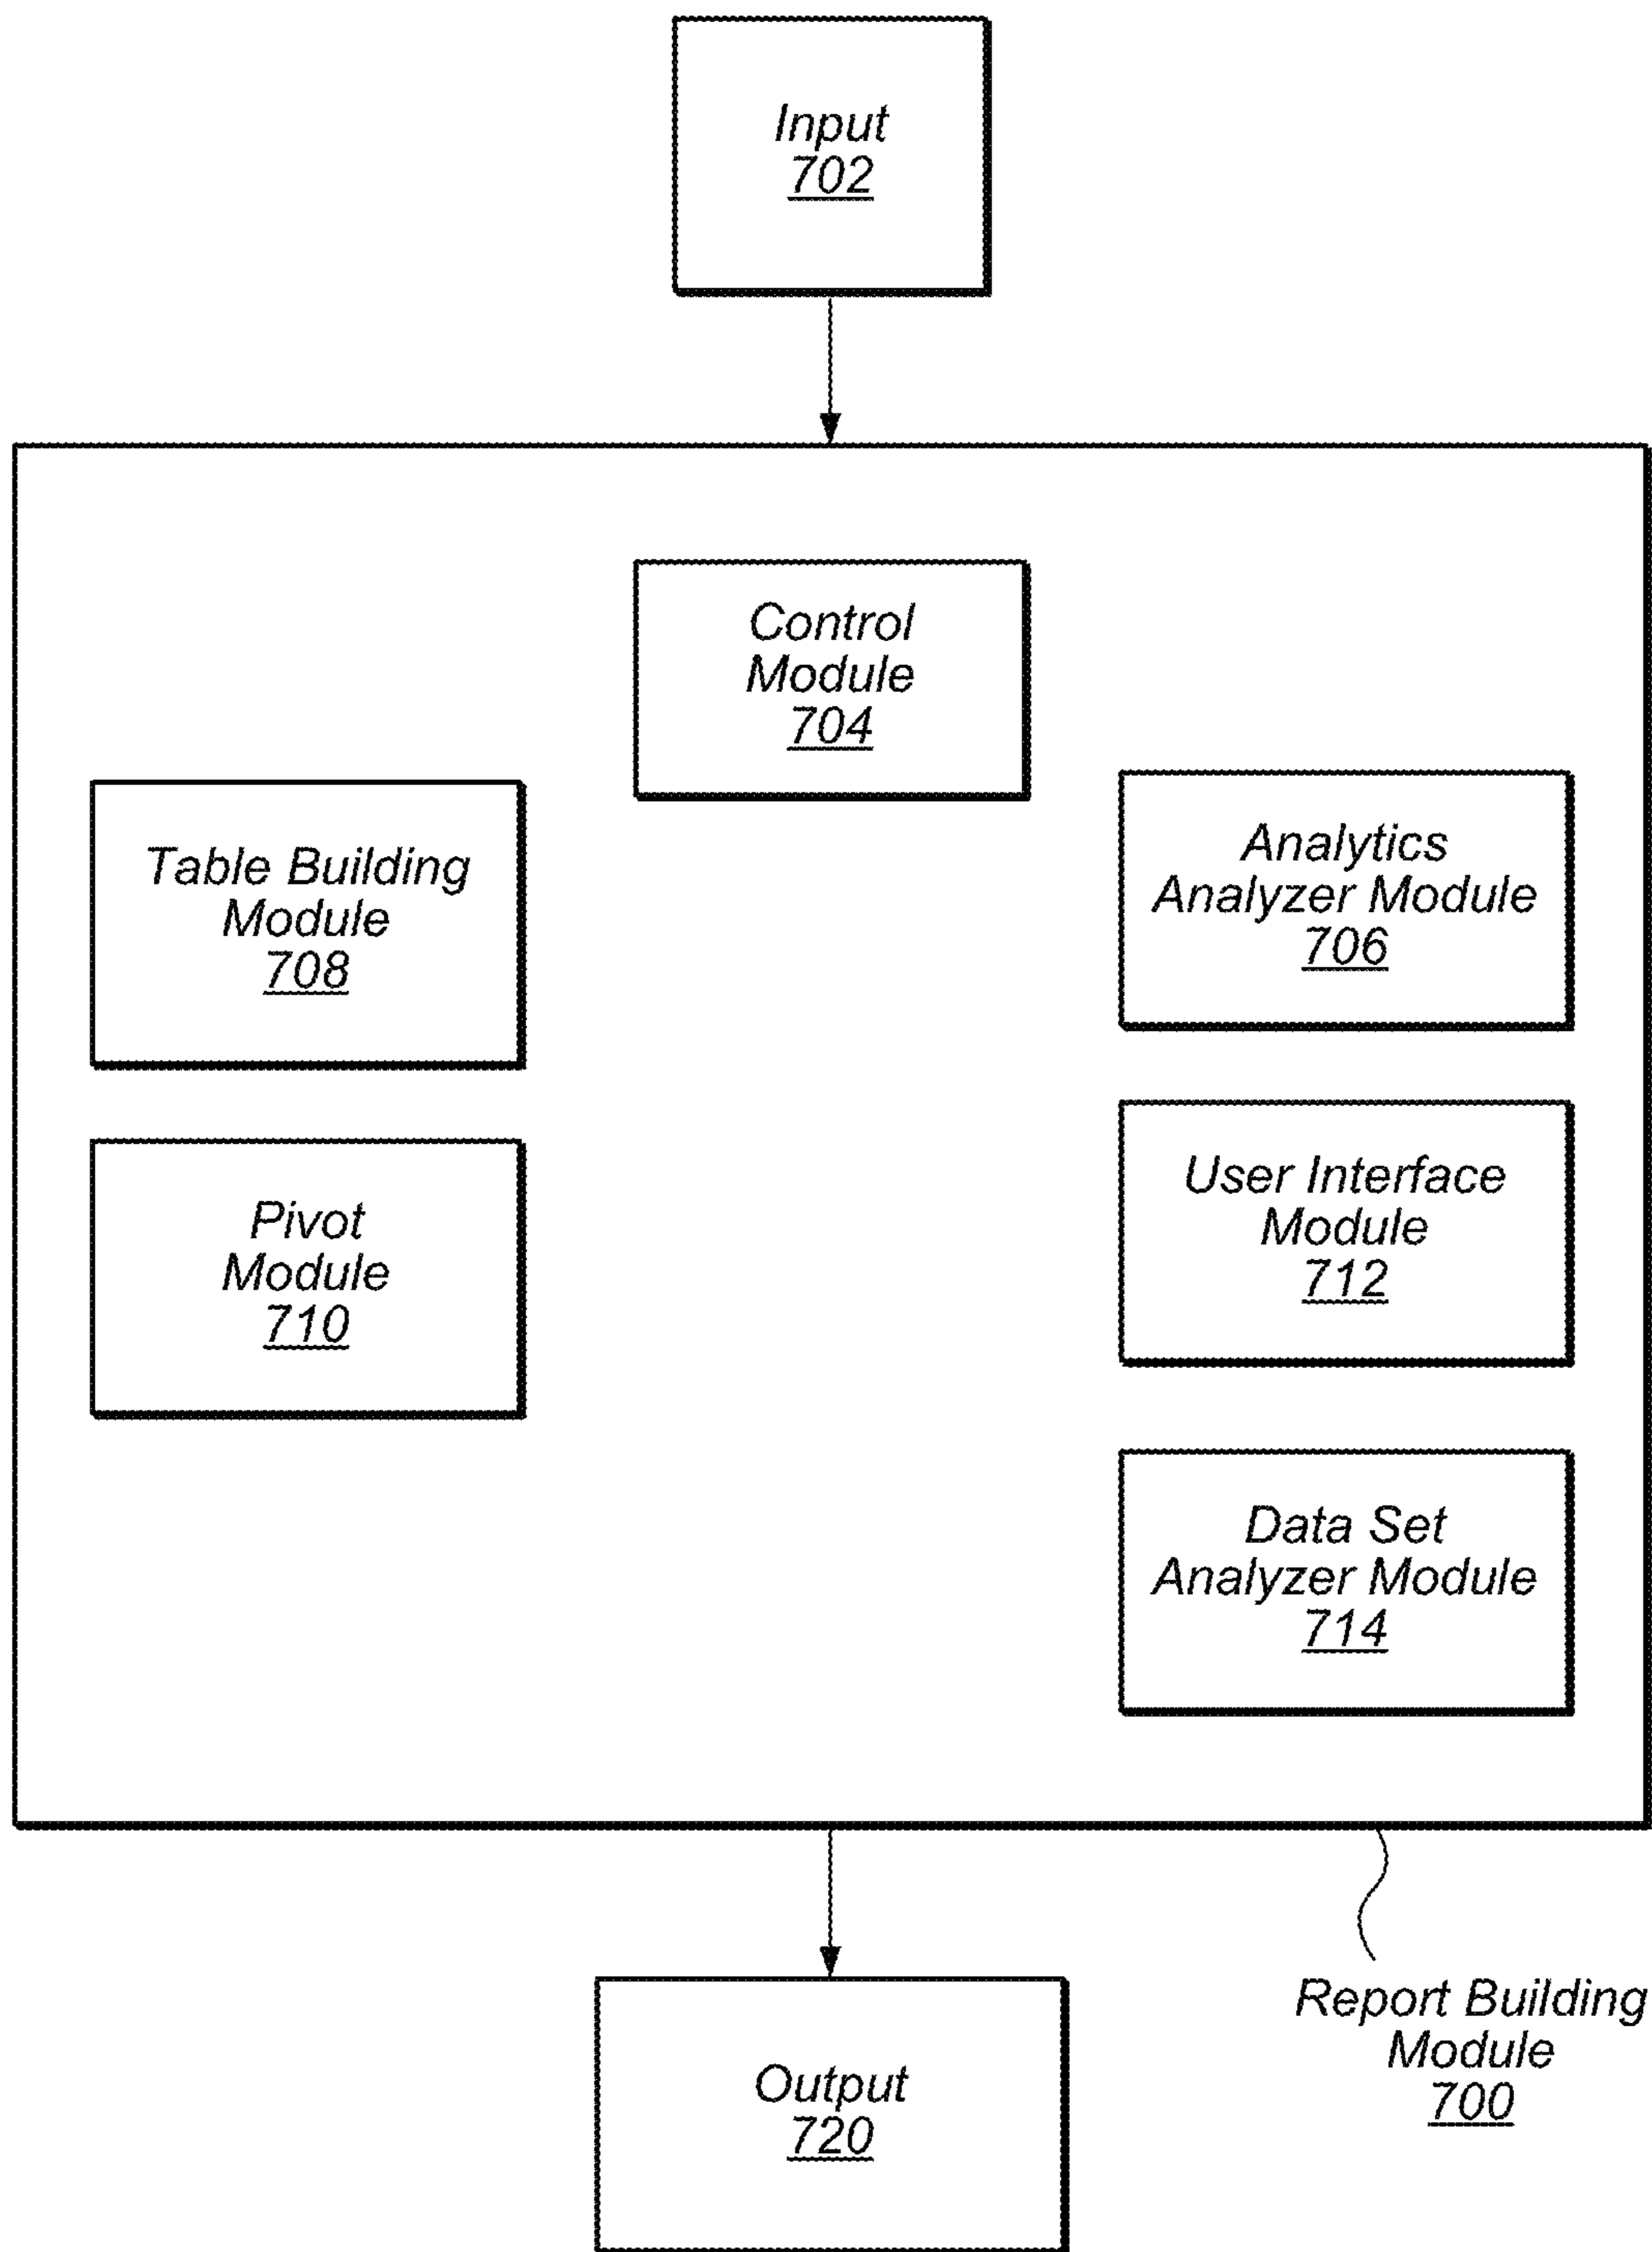 Input
702
Control
Module
704
Table Building
Module
708
Analytics
Analyzer Module
706
Pivot
Module
710
User Interface
Module
712
Data Set
Analyzer Module
714
Report Building
Module
700
Output
720